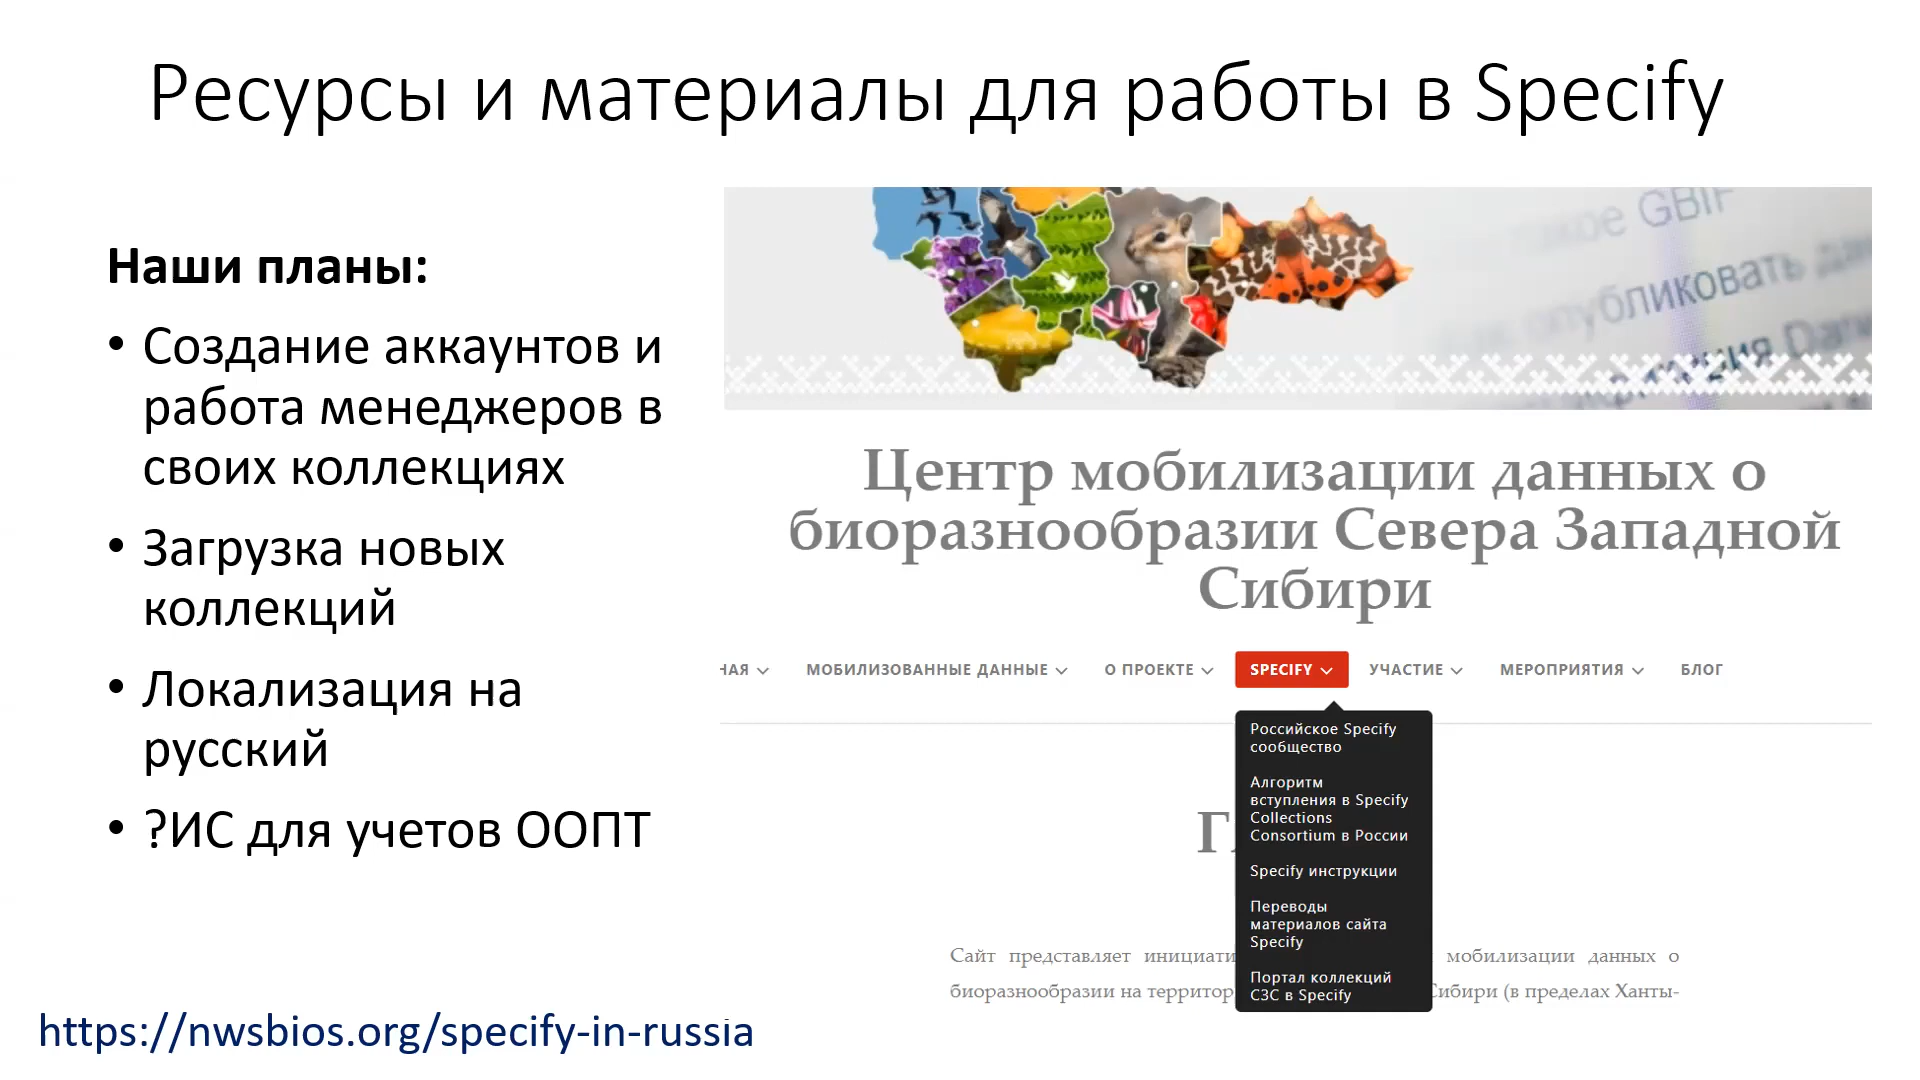 Ресурсы и материалы для работы в Specify
Наши планы:
• Создание аккаунтов и
работа менеджеров в
своих коллекциях
• Загрузка новых
коллекций
• Локализация на
русский
• ?ИС для учетов ООПТ
https://nwsbios.org/specify-in-russia
GBIF
публиковать
Центр мобилизации данных о
биоразнообразии Севера Западной
Сибири
НАЯ МОБИЛИЗОВАННЫЕ ДАННЫЕ О ПРОЕКТЕ SPECIFY УЧАСТИЕ МЕРОПРИЯТИЯ БЛОГ
Российское Specify
сообщество
Алгоритм
вступления в Specify
Collections
Consortium в России
Specify инструкции
Переводы
материалов сайта
Specify
Портал коллекций
СЗС в Specify
Сайт представляет инициати мобилизации данных о
биоразнообразии на территор Сибири (в пределах Ханты-